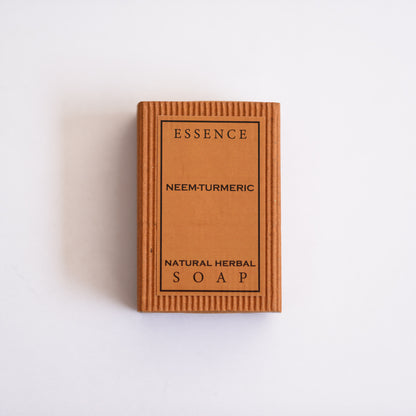 ESSENCE
NEEM-TURMERIC
NATURAL HERBAL
SOAP